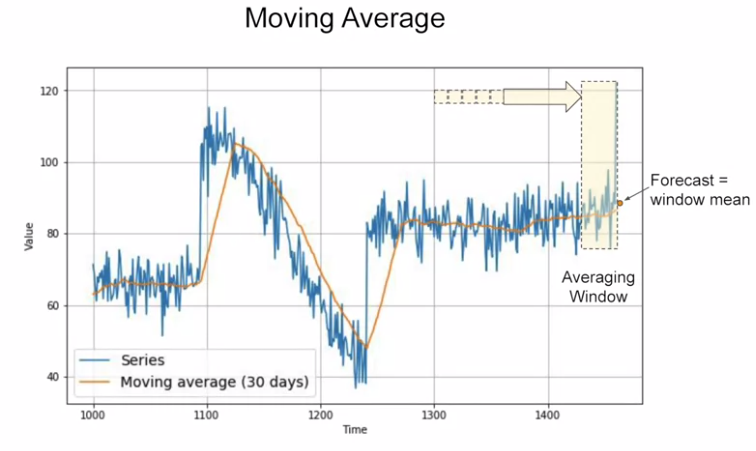 Moving Average
120
100
80
60
40
Value
Series
Moving average (30 days)
1000
1100
1200
1300
1400
Time
Forecast =
window mean
Averaging
Window